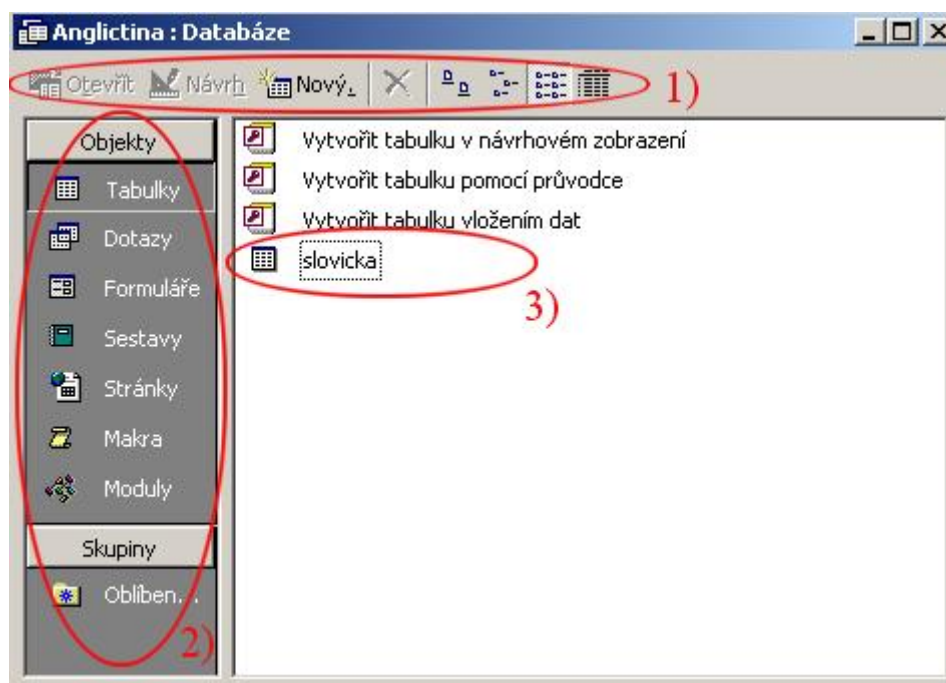 Anglictina : Databáze
Otevřít Návrh Nový 1)
Objekty
Tabulky
Dotazy
Formuláře
Sestavy
Stránky
Makra
Moduly
Skupiny
Oblíben...
2)
Vytvořit tabulku v návrhovém zobrazení
Vytvořit tabulku pomocí průvodce
Vytvořit tabulku vložením dat
slovicka
3)